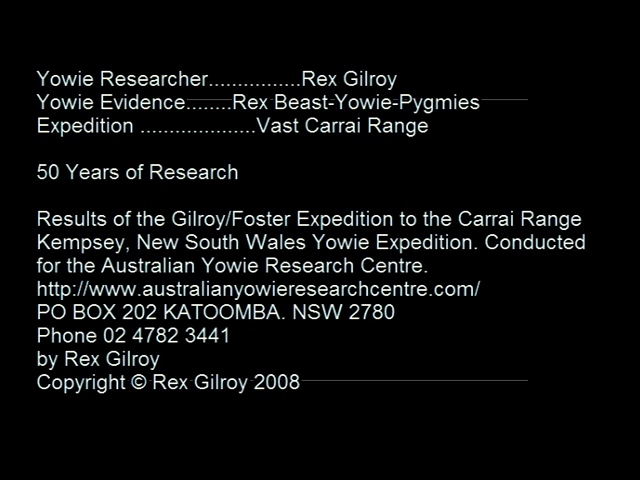 Yowie Researcher................Rex Gilroy
Yowie Evidence........Rex Beast-Yowie-Pygmies
Expedition ....................Vast Carrai Range
50 Years of Research
Results of the Gilroy/Foster Expedition to the Carrai Range
Kempsey, New South Wales Yowie Expedition. Conducted
for the Australian Yowie Research Centre.
http://www.australianyowieresearchcentre.com/
PO BOX 202 KATOOMBA. NSW 2780
Phone 02 4782 3441
by Rex Gilroy
Copyright © Rex Gilroy 2008